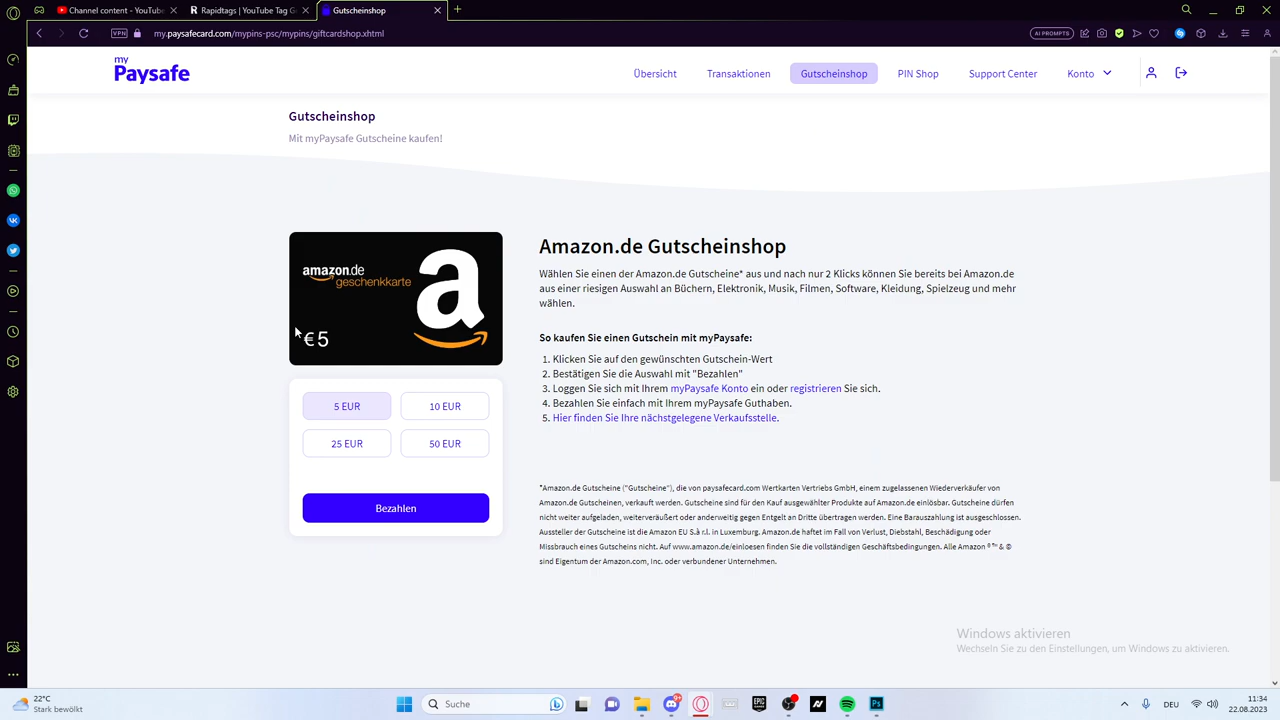 Channel content - YouTub
Rapidtags | YouTube Tag G
Gutscheinshop
VPN
my.paysafecard.com/mypins-psc/mypins/giftcardshop.xhtml
AI PROMPTS
my
Paysafe
Übersicht
Transaktionen
Gutscheinshop
PIN Shop
Support Center
Konto
Gutscheinshop
Mit myPaysafe Gutscheine kaufen!
amazon.de
geschenkkarte
a
€5
5 EUR
10 EUR
25 EUR
50 EUR
Bezahlen
Amazon.de Gutscheinshop
Wählen Sie einen der Amazon.de Gutscheine* aus und nach nur 2 Klicks können Sie bereits bei Amazon.de
aus einer riesigen Auswahl an Büchern, Elektronik, Musik, Filmen, Software, Kleidung, Spielzeug und mehr
wählen.
So kaufen Sie einen Gutschein mit myPaysafe:
1. Klicken Sie auf den gewünschten Gutschein-Wert
2. Bestätigen Sie die Auswahl mit "Bezahlen"
3. Loggen Sie sich mit Ihrem myPaysafe Konto ein oder registrieren Sie sich.
4. Bezahlen Sie einfach mit Ihrem myPaysafe Guthaben.
5. Hier finden Sie Ihre nächstgelegene Verkaufsstelle.
*Amazon.de Gutscheine ("Gutscheine"), die von paysafecard.com Wertkarten Vertriebs GmbH, einem zugelassenen Wiederverkäufer von
Amazon.de Gutscheinen, verkauft werden. Gutscheine sind für den Kauf ausgewählter Produkte auf Amazon.de einlösbar. Gutscheine dürfen
nicht weiter aufgeladen, weiterveräußert oder anderweitig gegen Entgelt an Dritte übertragen werden. Eine Barauszahlung ist ausgeschlossen.
Aussteller der Gutscheine ist die Amazon EU S.à r.l. in Luxemburg. Amazon.de haftet im Fall von Verlust, Diebstahl, Beschädigung oder
Missbrauch eines Gutscheins nicht. Auf www.amazon.de/einloesen finden Sie die vollständigen Geschäftsbedingungen. Alle Amazon ® ™ & ©
sind Eigentum der Amazon.com, Inc. oder verbundener Unternehmen.
Windows aktivieren
Wechseln Sie zu den Einstellungen, um Windows zu aktivieren.
22°C
Stark bewölkt
Suche
9+
EPIC
DEU
11:34
22.08.2023